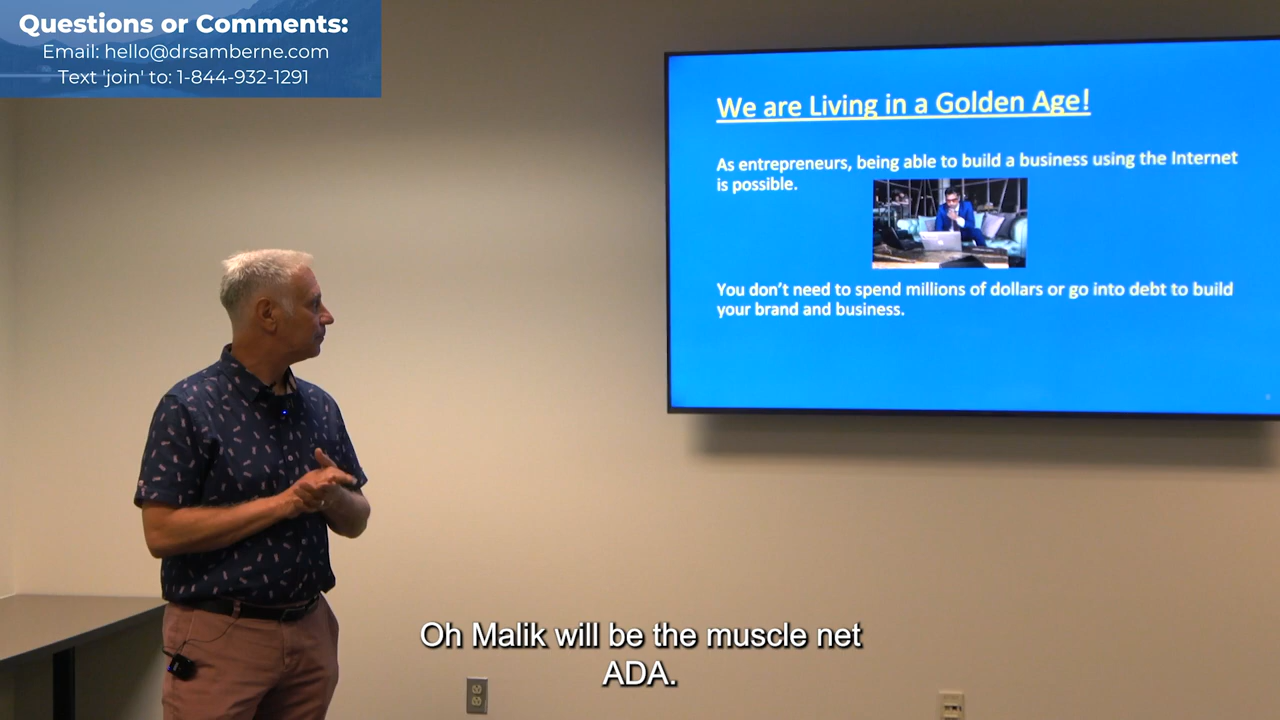 Questions or Comments:
Email: hello@drsamberne.com
Text 'join' to: 1-844-932-1291
We are Living in a Golden Age!
As entrepreneurs, being able to build a business using the Internet
is possible.
You don't need to spend millions of dollars or go into debt to build
your brand and business.
Oh Malik will be the muscle net
ADA.